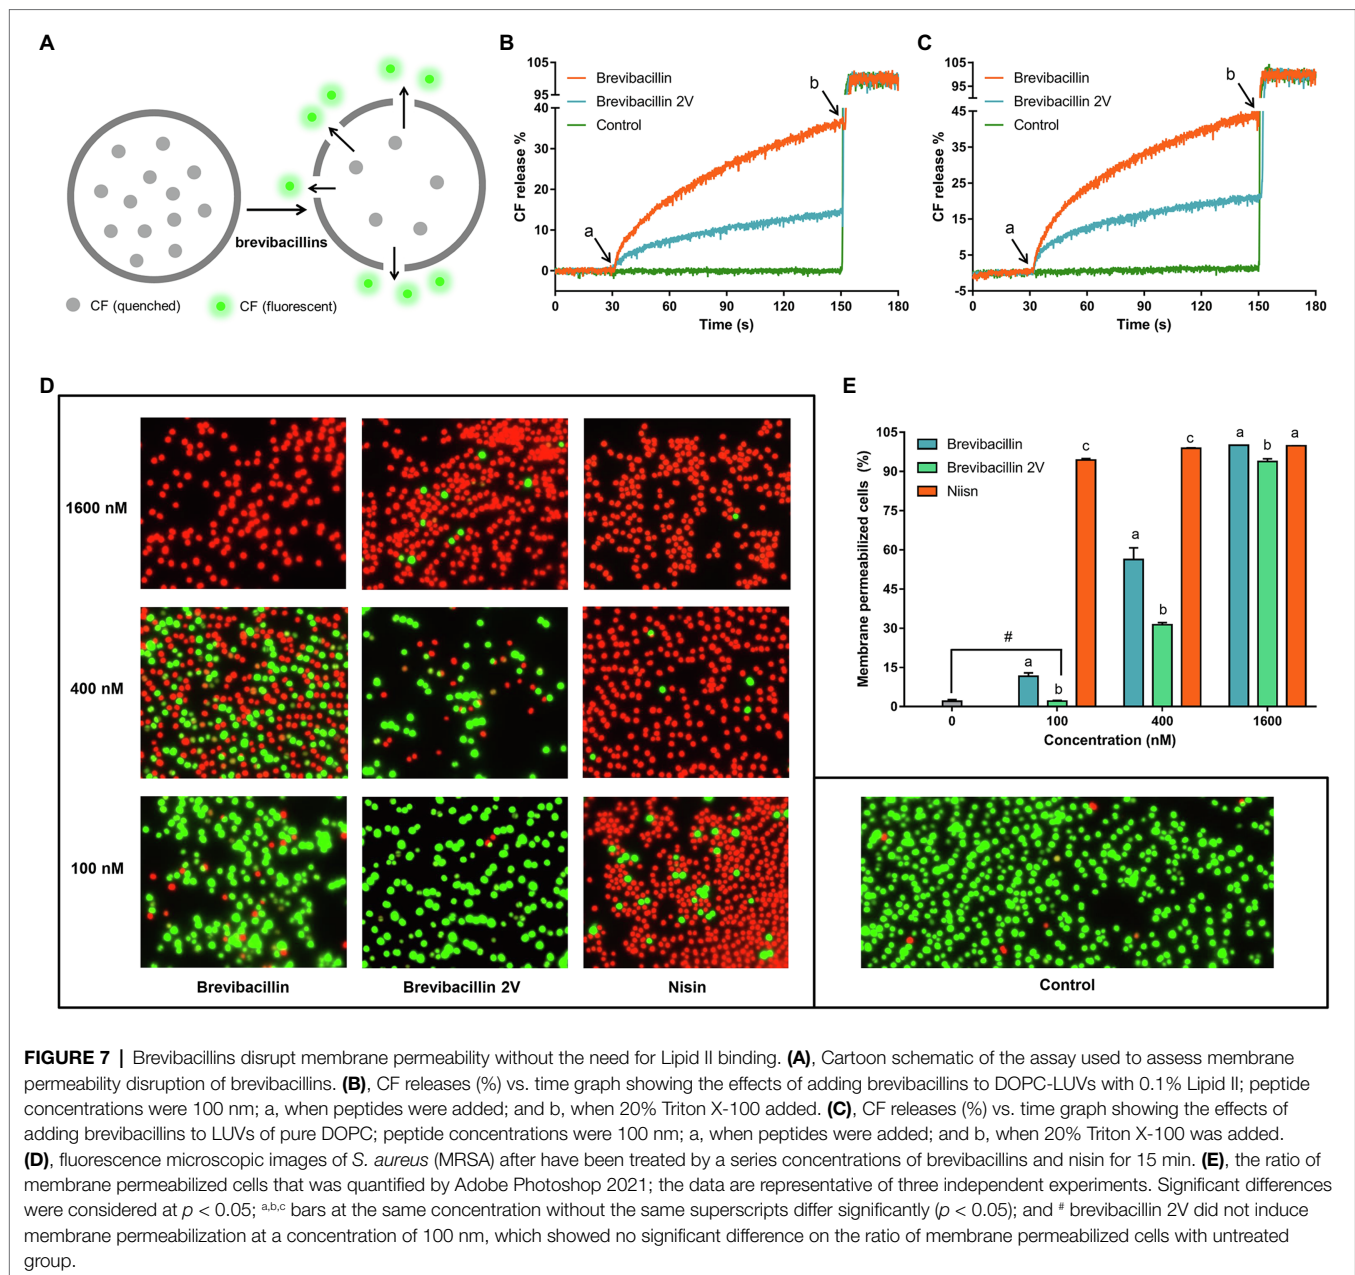 A
brevibacillins
CF (quenched)
CF (fluorescent)
B
Brevibacillin
Brevibacillin 2V
Control
a
b
CF release %
105
95
40
30
20
10
0
0 30 60 90 120 150 180
Time (s)
C
Brevibacillin
Brevibacillin 2V
Control
a
b
CF release %
105
95
45
35
25
15
5
-5
0 30 60 90 120 150 180
Time (s)
D
1600 nM
400 nM
100 nM
Brevibacillin
Brevibacillin 2V
Nisin
E
Brevibacillin
Brevibacillin 2V
Niisn
Membrane permeabilized cells (%)
105
90
75
60
45
30
15
0
#
a
b
c
a
b
c
a
b
a
0 100 400 1600
Concentration (nM)
Control
FIGURE 7 | Brevibacillins disrupt membrane permeability without the need for Lipid II binding. (A), Cartoon schematic of the assay used to assess membrane
permeability disruption of brevibacillins. (B), CF releases (%) vs. time graph showing the effects of adding brevibacillins to DOPC-LUVs with 0.1% Lipid II; peptide
concentrations were 100 nm; a, when peptides were added; and b, when 20% Triton X-100 added. (C), CF releases (%) vs. time graph showing the effects of
adding brevibacillins to LUVs of pure DOPC; peptide concentrations were 100 nm; a, when peptides were added; and b, when 20% Triton X-100 was added.
(D), fluorescence microscopic images of S. aureus (MRSA) after have been treated by a series concentrations of brevibacillins and nisin for 15 min. (E), the ratio of
membrane permeabilized cells that was quantified by Adobe Photoshop 2021; the data are representative of three independent experiments. Significant differences
were considered at p < 0.05; a,b,c bars at the same concentration without the same superscripts differ significantly (p < 0.05); and # brevibacillin 2V did not induce
membrane permeabilization at a concentration of 100 nm, which showed no significant difference on the ratio of membrane permeabilized cells with untreated
group.